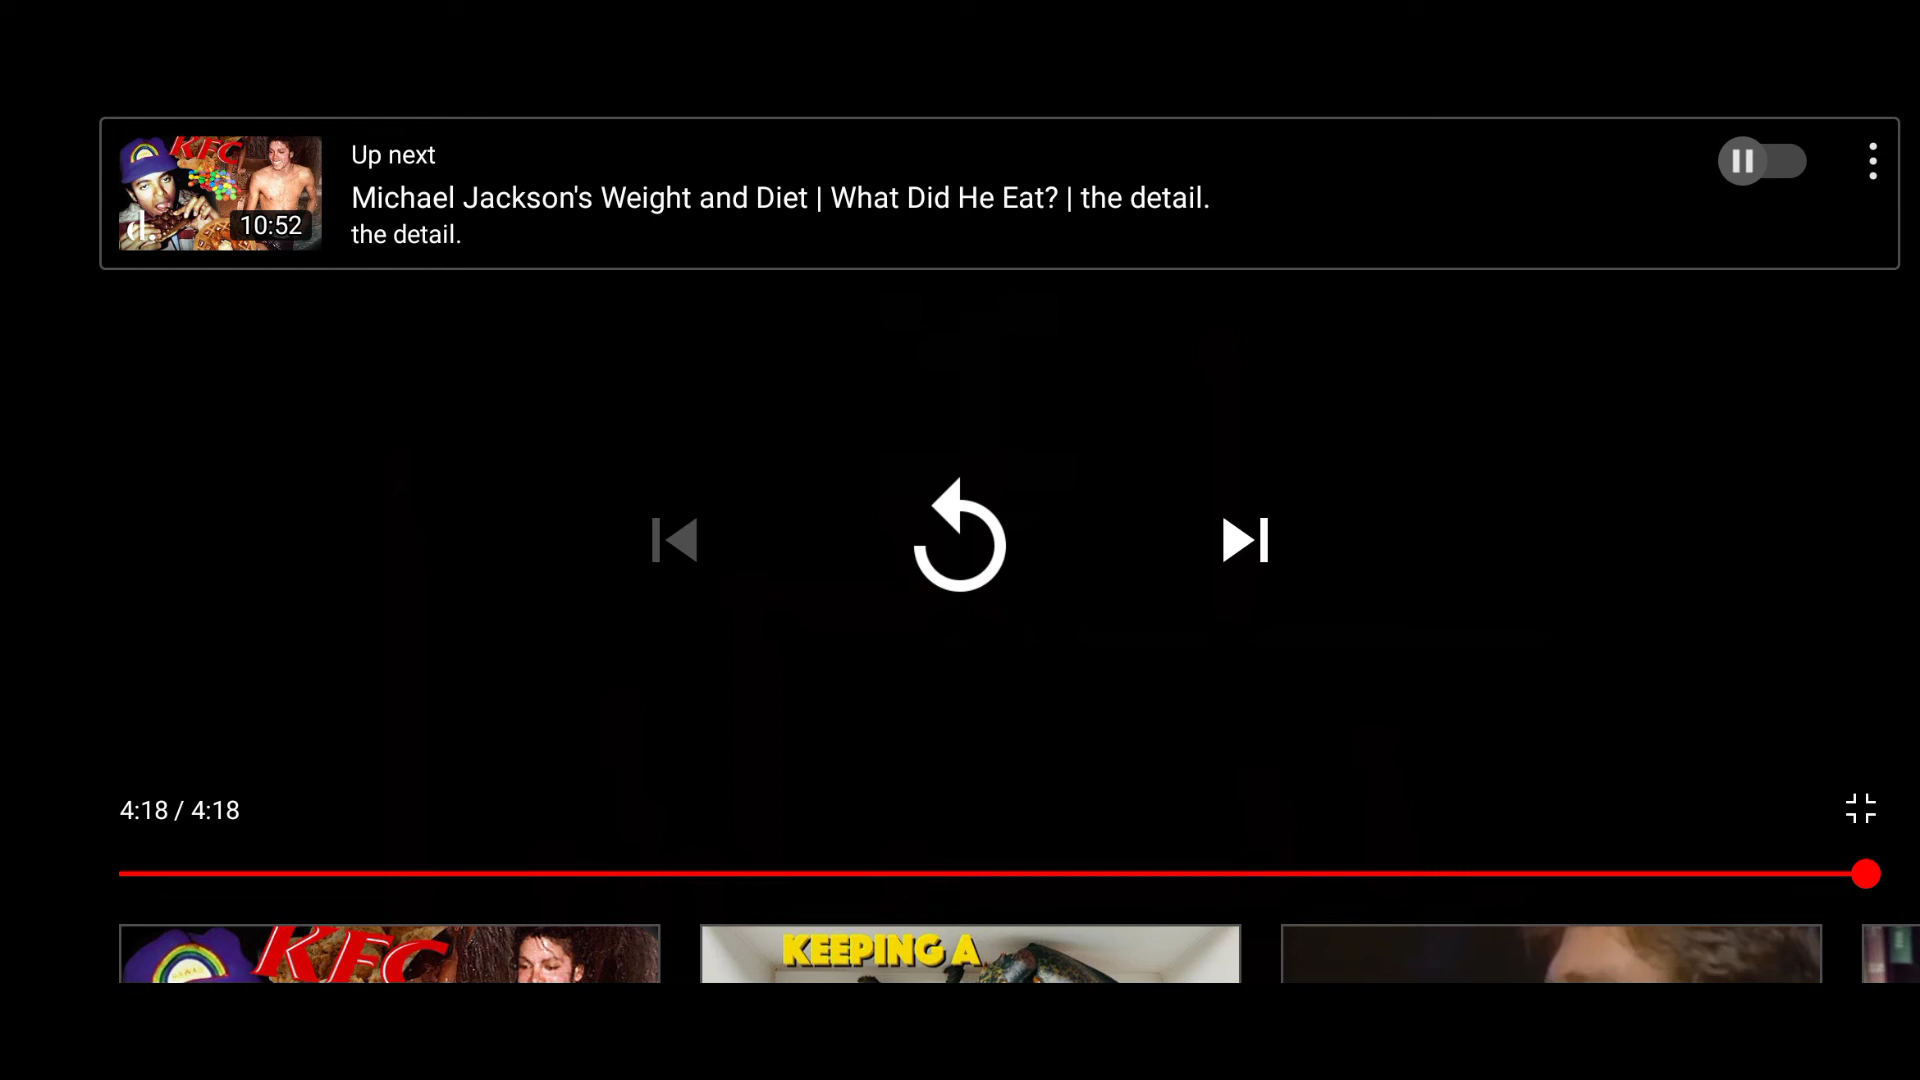 Up next
Michael Jackson's Weight and Diet | What Did He Eat? | the detail.
the detail.
KFC
d.
10:52
4:18 / 4:18
KFC
KEEPING A